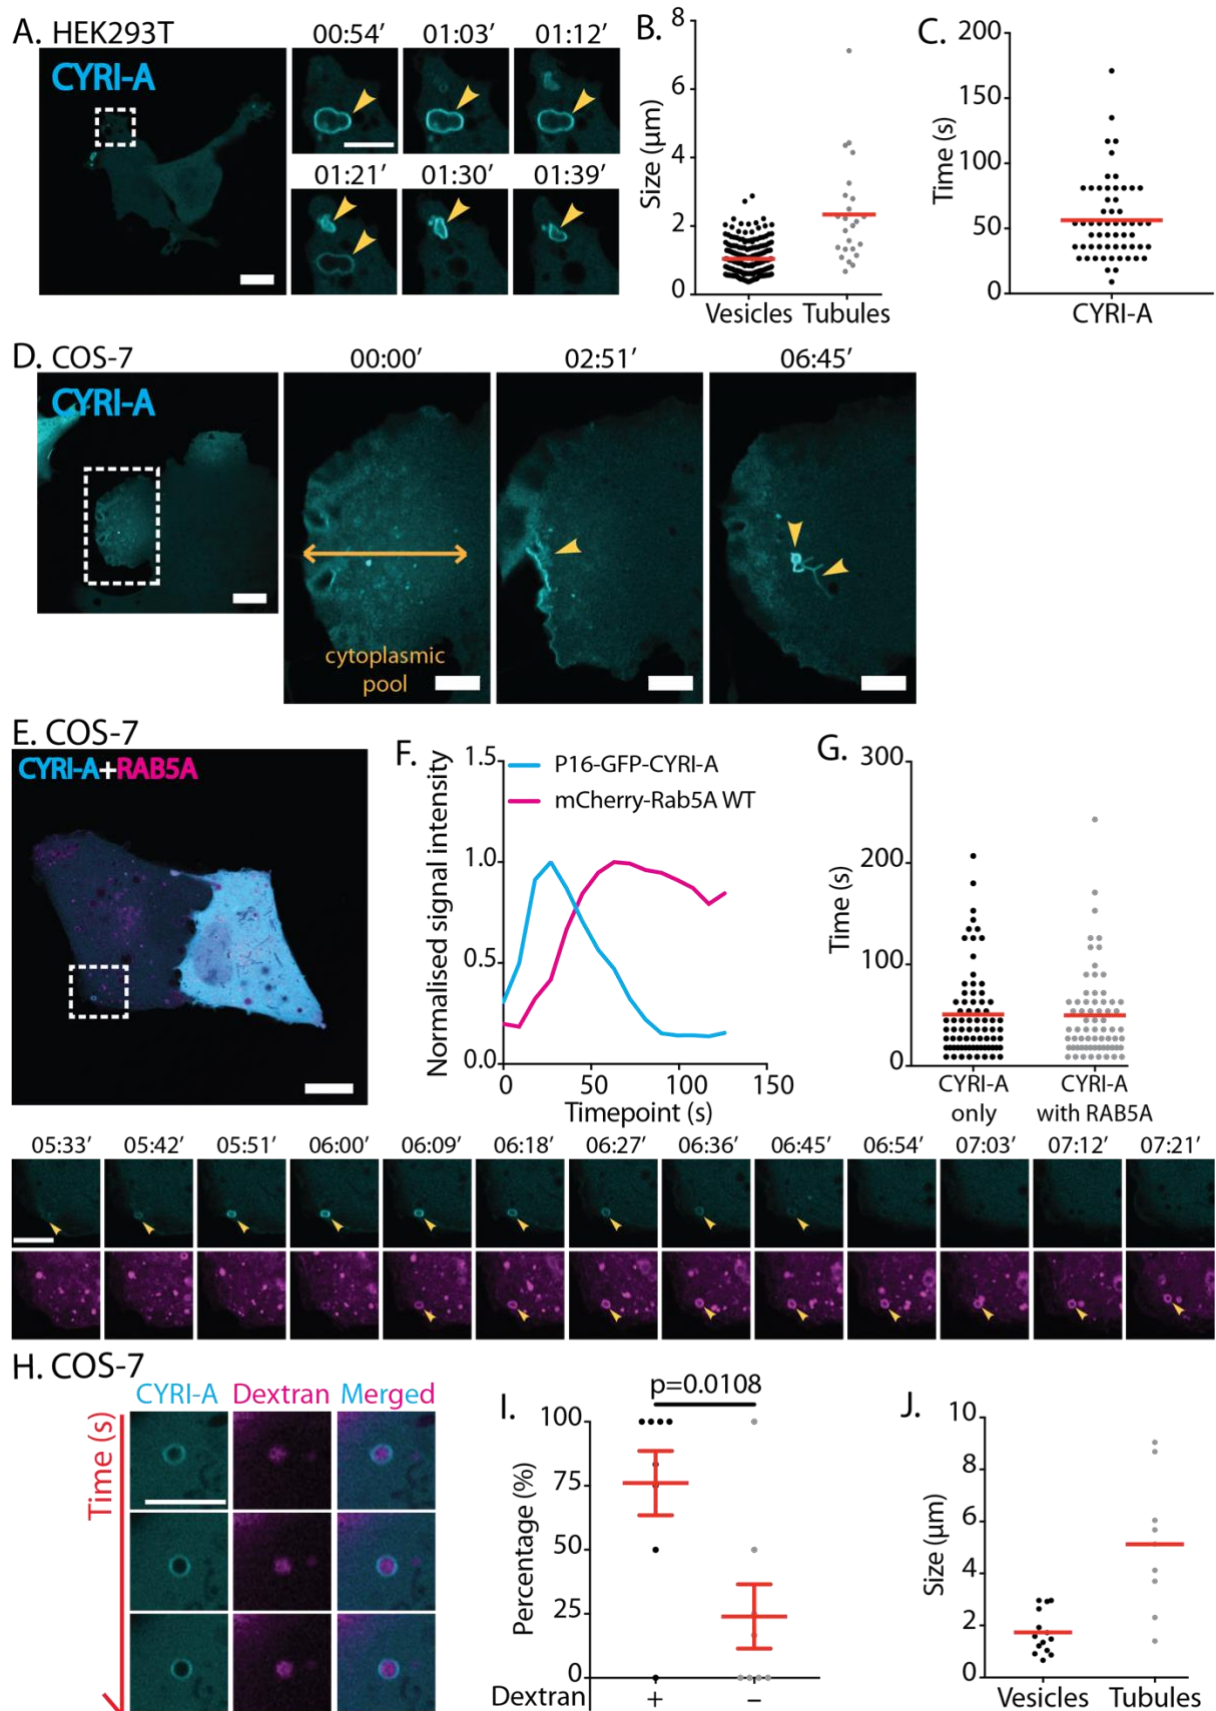 A. HEK293T
CYRI-A
00:54′ 01:03′ 01:12′
01:21′ 01:30′ 01:39′
B.
Size (µm)
8
6
4
2
0
Vesicles Tubules
C.
Time (s)
200
150
100
50
0
CYRI-A
D. COS-7
CYRI-A
00:00′ 02:51′ 06:45′
cytoplasmic
pool
E. COS-7
CYRI-A+RAB5A
F.
Normalised signal intensity
1.5
1.0
0.5
0.0
P16-GFP-CYRI-A
mCherry-Rab5A WT
0 50 100 150
Timepoint (s)
G.
Time (s)
300
200
100
0
CYRI-A CYRI-A
only with RAB5A
05:33′ 05:42′ 05:51′ 06:00′ 06:09′ 06:18′ 06:27′ 06:36′ 06:45′ 06:54′ 07:03′ 07:12′ 07:21′
H. COS-7
CYRI-A Dextran Merged
Time (s)
I.
p=0.0108
Percentage (%)
100
75
50
25
0
Dextran + −
J.
Size (µm)
10
8
6
4
2
0
Vesicles Tubules